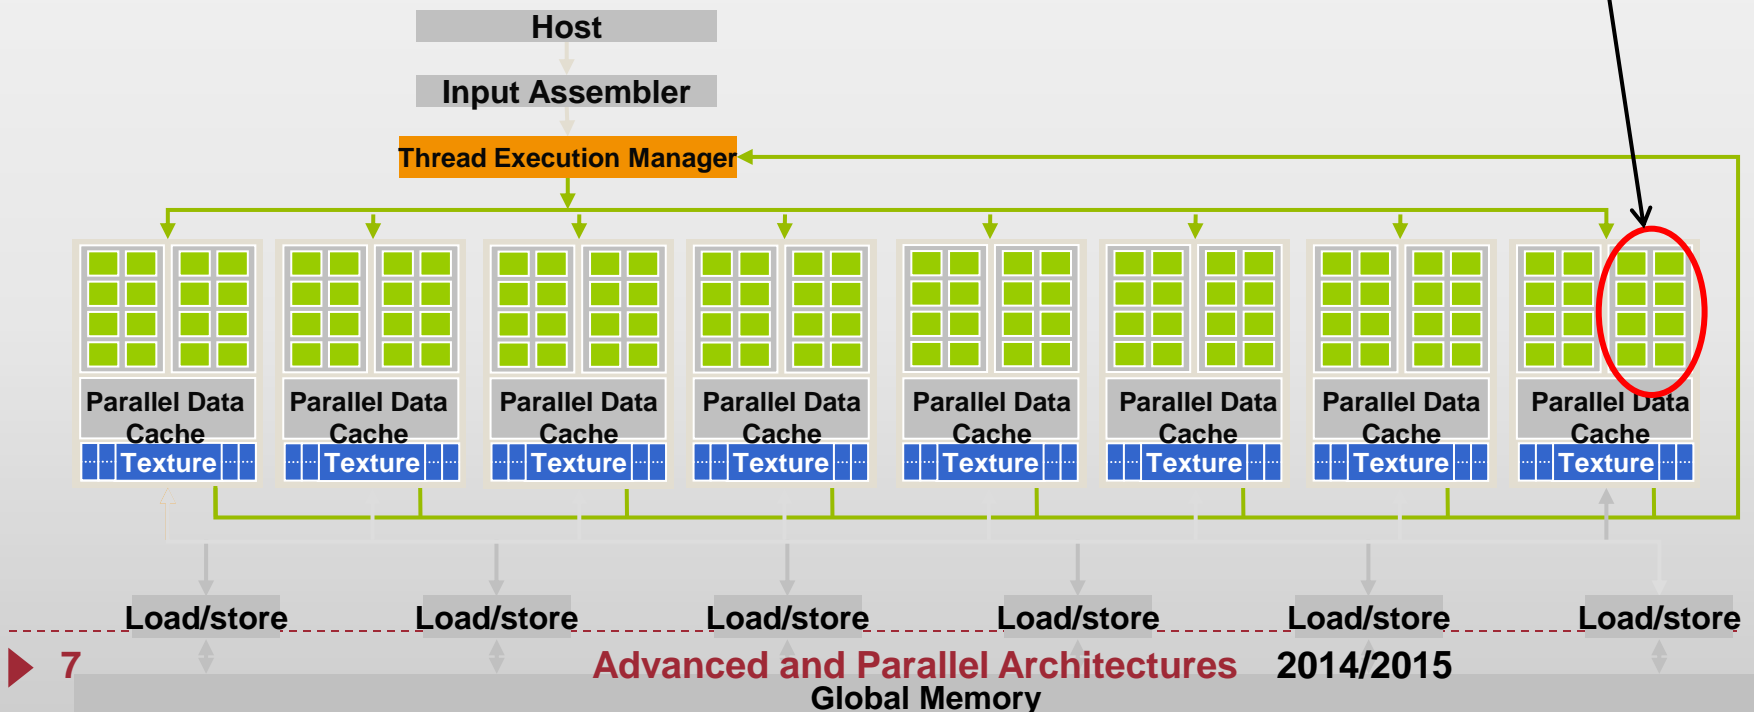 Host
Input Assembler
Thread Execution Manager
Parallel Data Cache
Texture
Parallel Data Cache
Texture
Parallel Data Cache
Texture
Parallel Data Cache
Texture
Parallel Data Cache
Texture
Parallel Data Cache
Texture
Parallel Data Cache
Texture
Parallel Data Cache
Texture
Load/store
Load/store
Load/store
Load/store
Load/store
Load/store
7
Advanced and Parallel Architectures 2014/2015
Global Memory